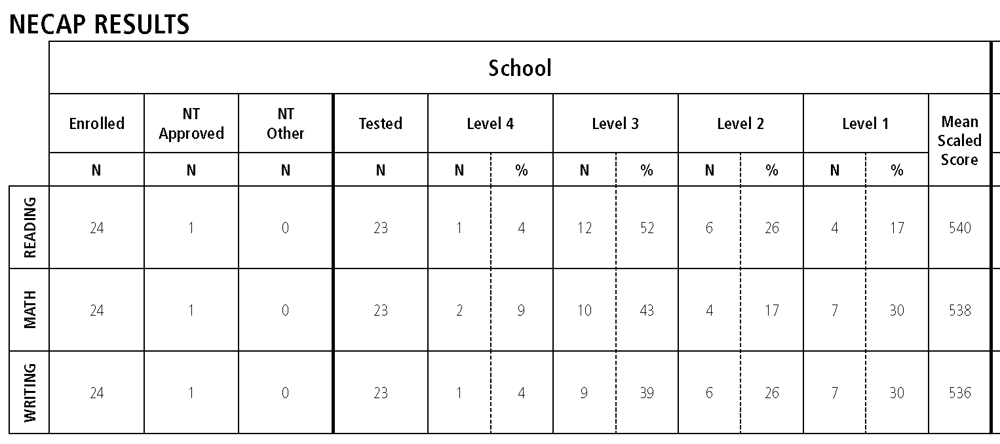 NECAP RESULTS
School
Enrolled NT Approved NT Other Tested Level 4 Level 3 Level 2 Level 1 Mean Scaled Score
N N N N N % N % N % N %
READING 24 1 0 23 1 4 12 52 6 26 4 17 540
MATH 24 1 0 23 2 9 10 43 4 17 7 30 538
WRITING 24 1 0 23 1 4 9 39 6 26 7 30 536